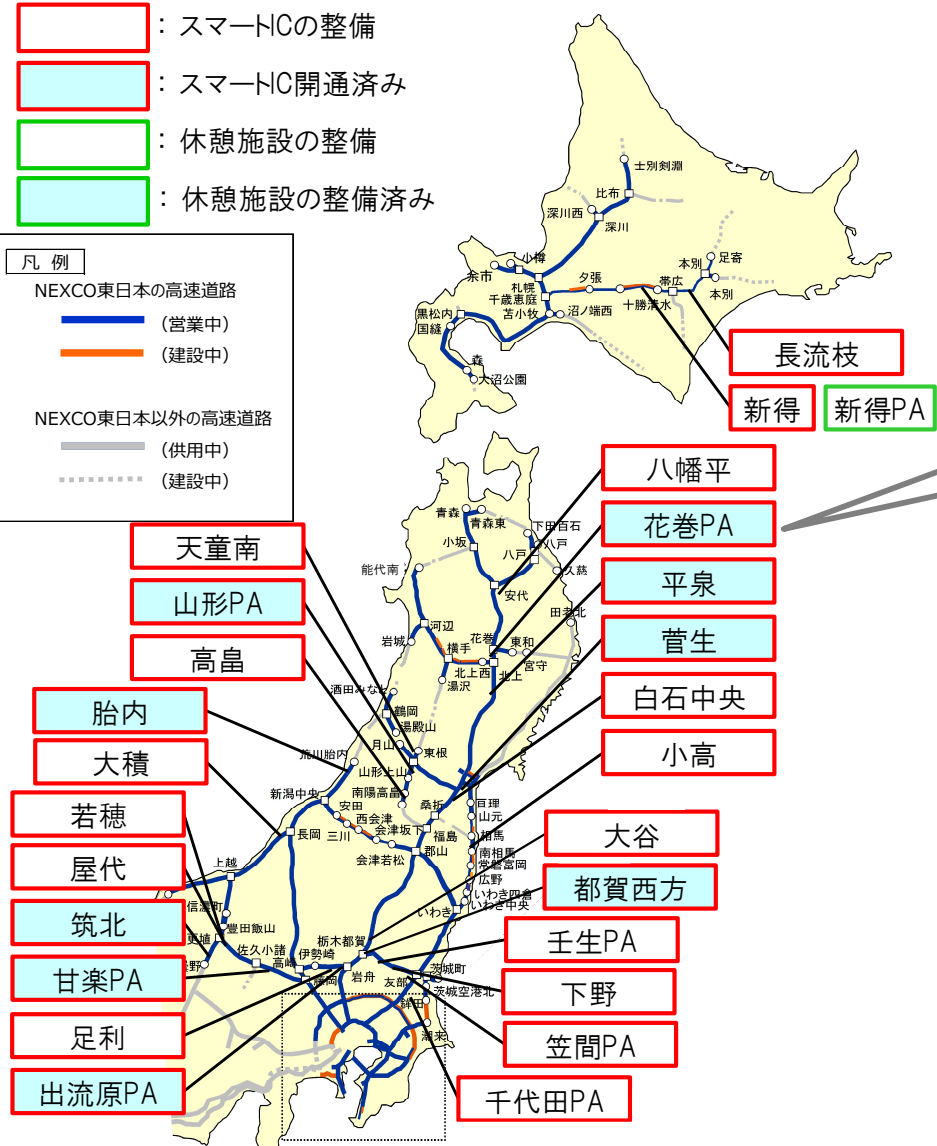 ：スマートICの整備
：スマートIC開通済み
：休憩施設の整備
：休憩施設の整備済み
凡 例
NEXCO東日本の高速道路
（営業中）
（建設中）
NEXCO東日本以外の高速道路
（供用中）
（建設中）
士別剣淵
比布
深川西
深川
小樽
余市
札幌
夕張
足寄
本別
帯広
本別
千歳恵庭
十勝清水
黒松内
苫小牧
沼ノ端西
国縫
森
大沼公園
長流枝
新得
新得PA
八幡平
花巻PA
平泉
菅生
白石中央
小高
大谷
都賀西方
壬生PA
下野
笠間PA
千代田PA
天童南
山形PA
高畠
胎内
大積
若穂
屋代
筑北
甘楽PA
足利
出流原PA
青森
青森東
下田百石
八戸
八戸
小坂
能代南
久慈
安代
田老北
河辺
花巻
東和
岩城
横手
宮守
北上西
北上
湯沢
酒田みなと
鶴岡
湯殿山
月山
東根
荒川胎内
山形上山
南陽高畠
新潟中央
桑折
亘理
山元
安田
西会津
福島
相馬
三川
会津坂下
長岡
郡山
南相馬
会津若松
常磐富岡
広野
上越
いわき四倉
いわき中央
いわき
信濃町
豊田飯山
更埴
栃木都賀
佐久小諸
伊勢崎
高崎
藤岡
岩舟
友部
茨城町
茨城空港北
鉾田
潮来